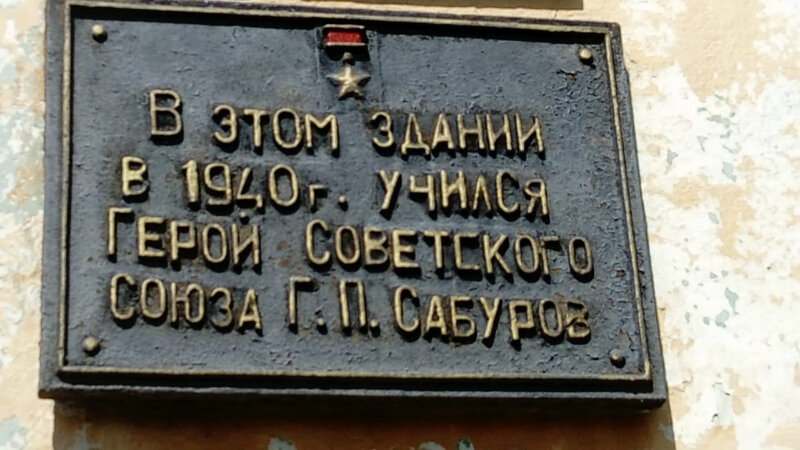 В ЭТОМ ЗДАНИИ
В 1940г. УЧИЛСЯ
ГЕРОЙ СОВЕТСКОГО
СОЮЗА Г.П. САБУРОВ